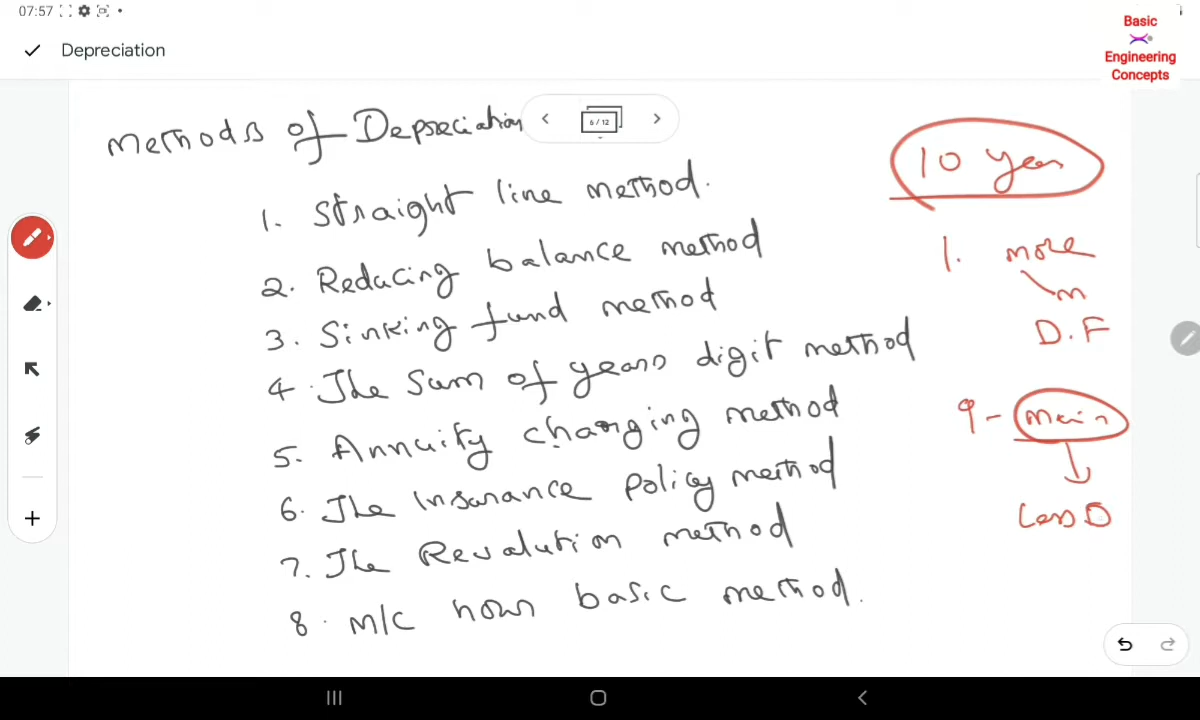 07:57
Basic
Engineering
Concepts
Depreciation
6 / 12
Methods of Depreciation
1. Straight line method.
2. Reducing balance method
3. Sinking fund method
4. The Sum of years digit method
5. Annuity charging method
6. The Insurance Policy method
7. The Revalution method
8. M/C hour basic method.
10 year
1. more
D.F
9 - main
Less D